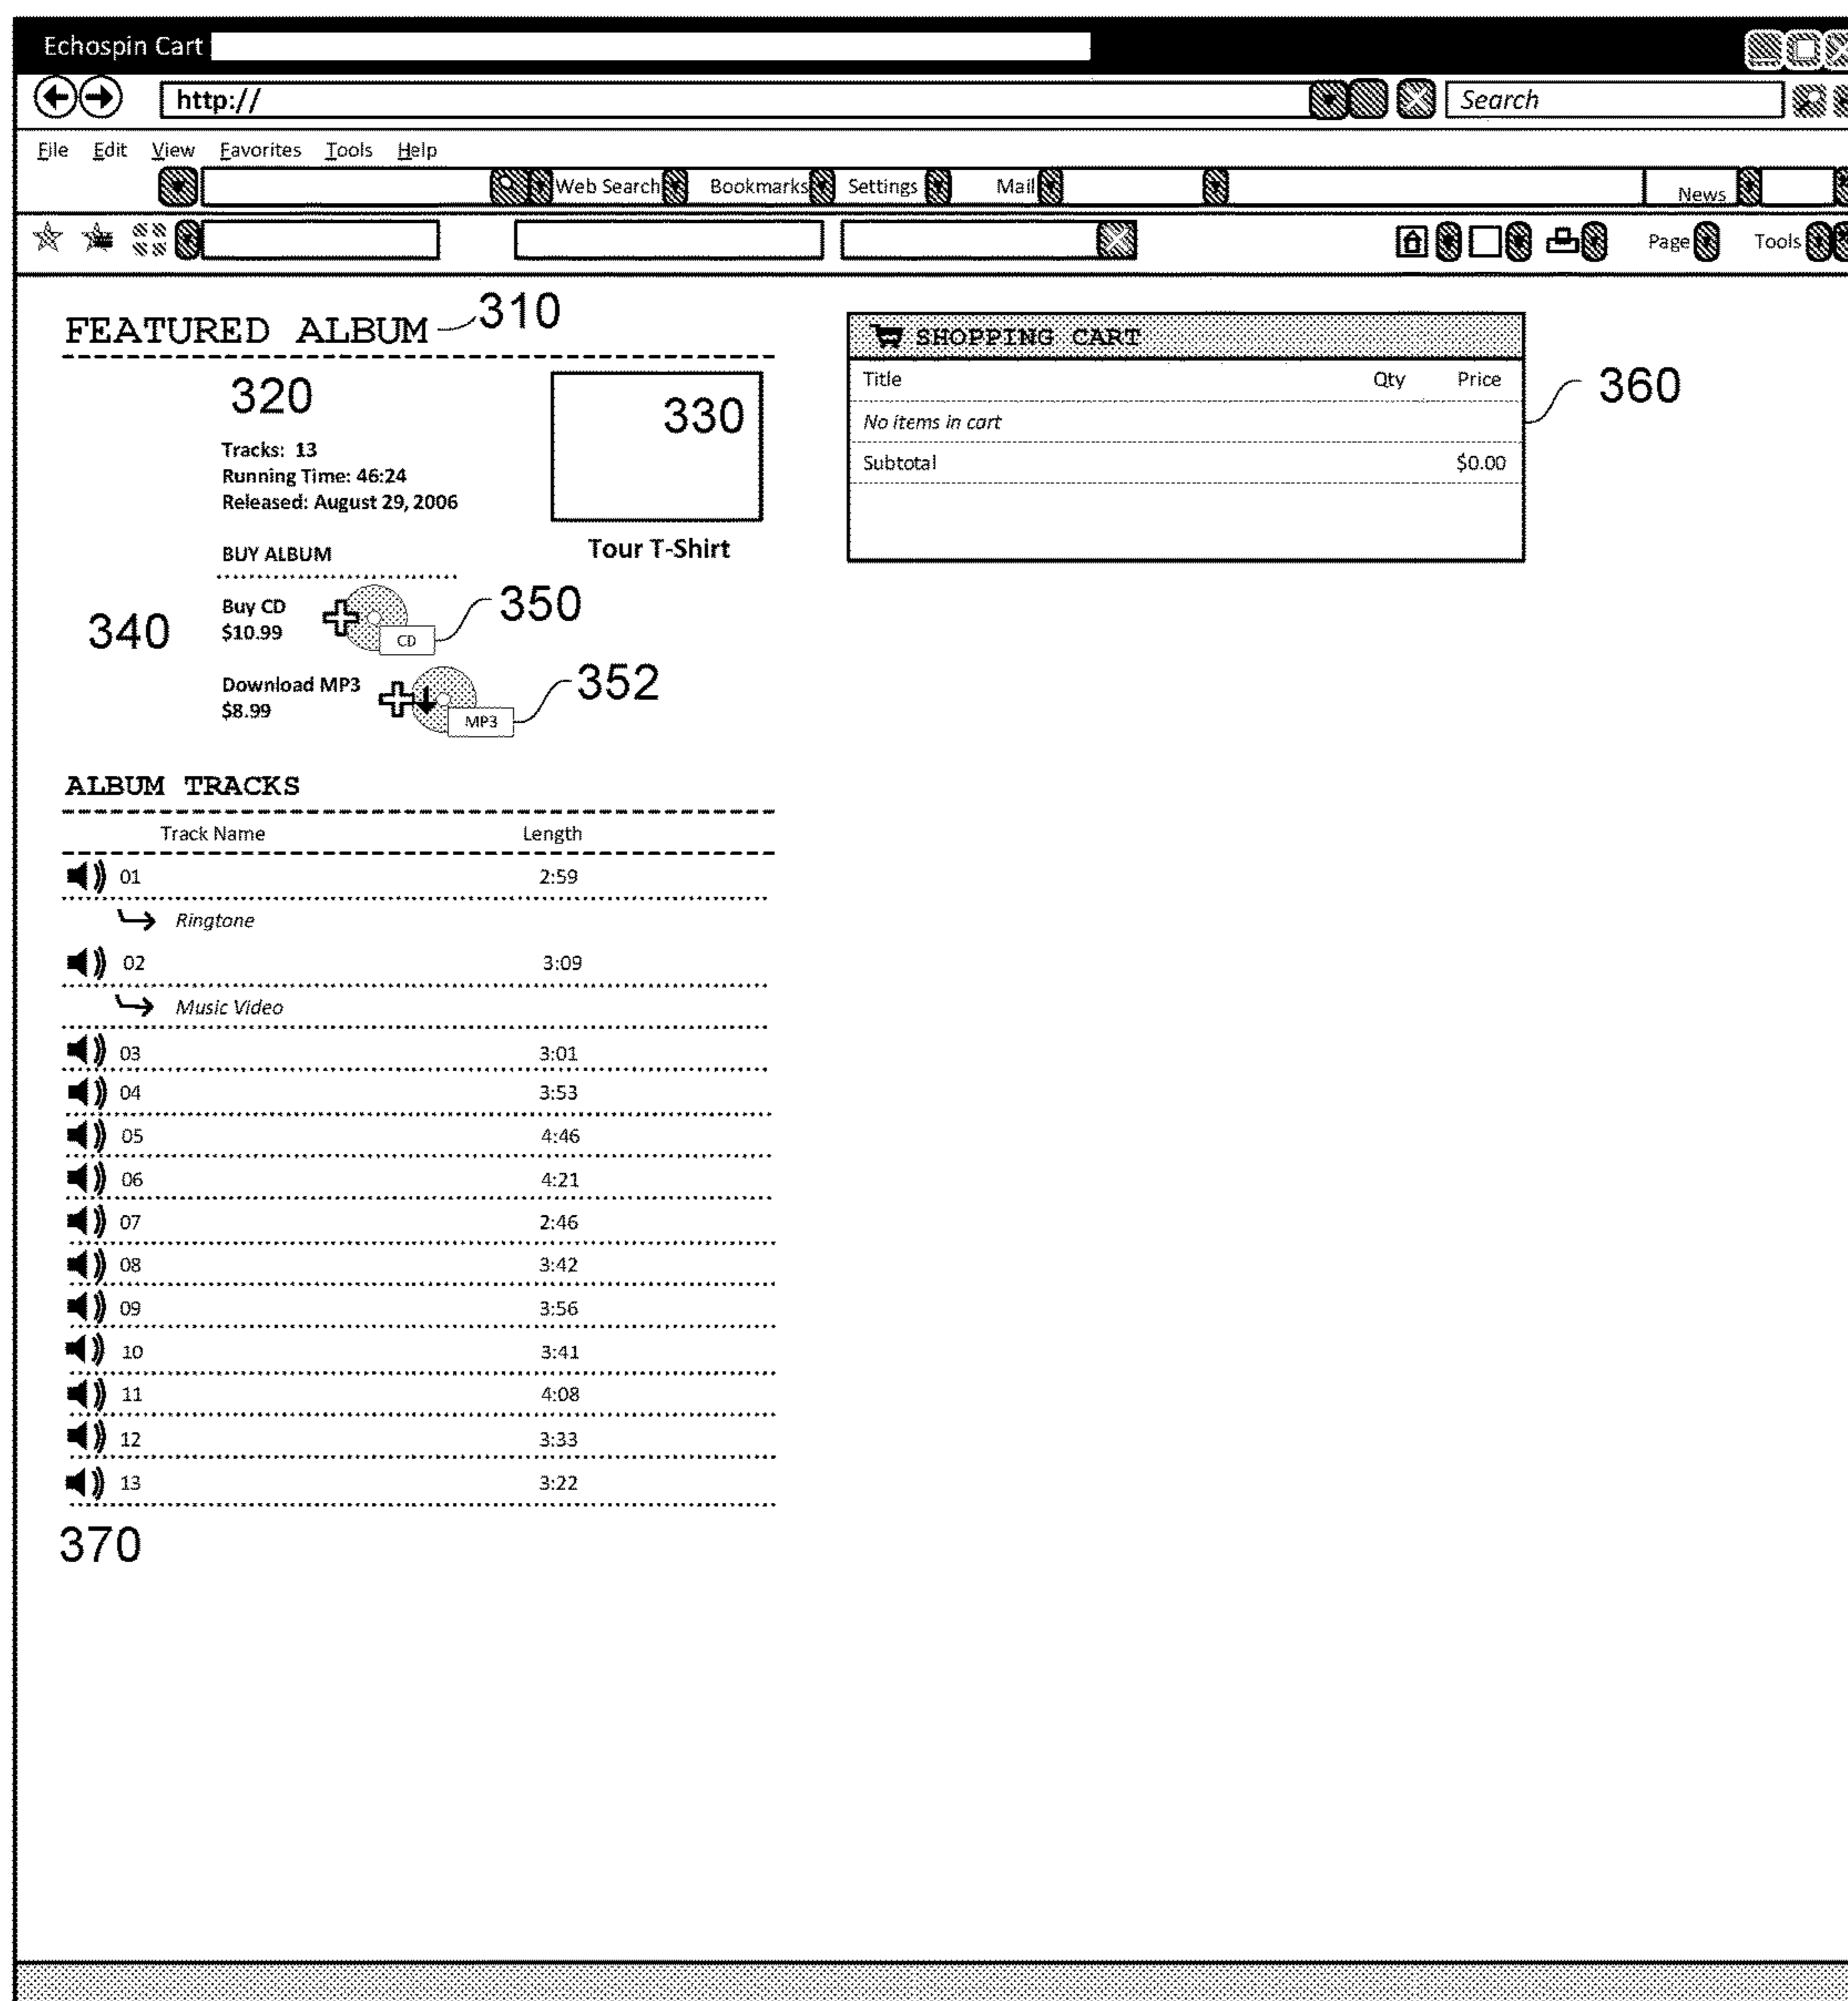 Echospin Cart
http://
Search
File Edit View Favorites Tools Help
Web Search Bookmarks Settings Mail News
Page Tools
FEATURED ALBUM 310
320
330
Tracks: 13
Running Time: 46:24
Released: August 29, 2006
Tour T-Shirt
BUY ALBUM
340
Buy CD
$10.99
CD
350
Download MP3
$8.99
MP3
352
SHOPPING CART
Title Qty Price
No items in cart
Subtotal $0.00
360
ALBUM TRACKS
Track Name Length
01 2:59
Ringtone
02 3:09
Music Video
03 3:01
04 3:53
05 4:46
06 4:21
07 2:46
08 3:42
09 3:56
10 3:41
11 4:08
12 3:33
13 3:22
370